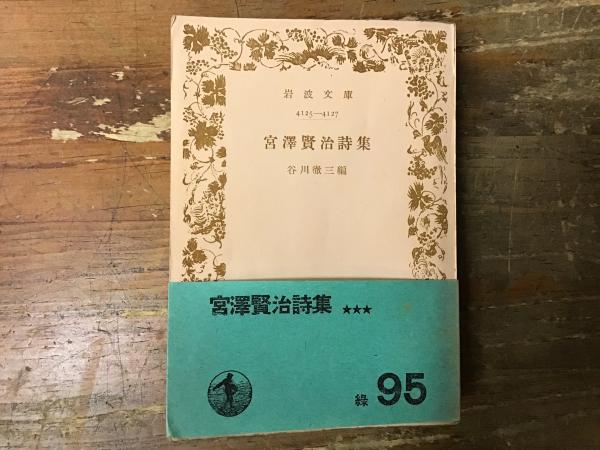 岩波文庫
4125—4127
宮澤賢治詩集
谷川徹三編
宮澤賢治詩集 ★★★
綠 95